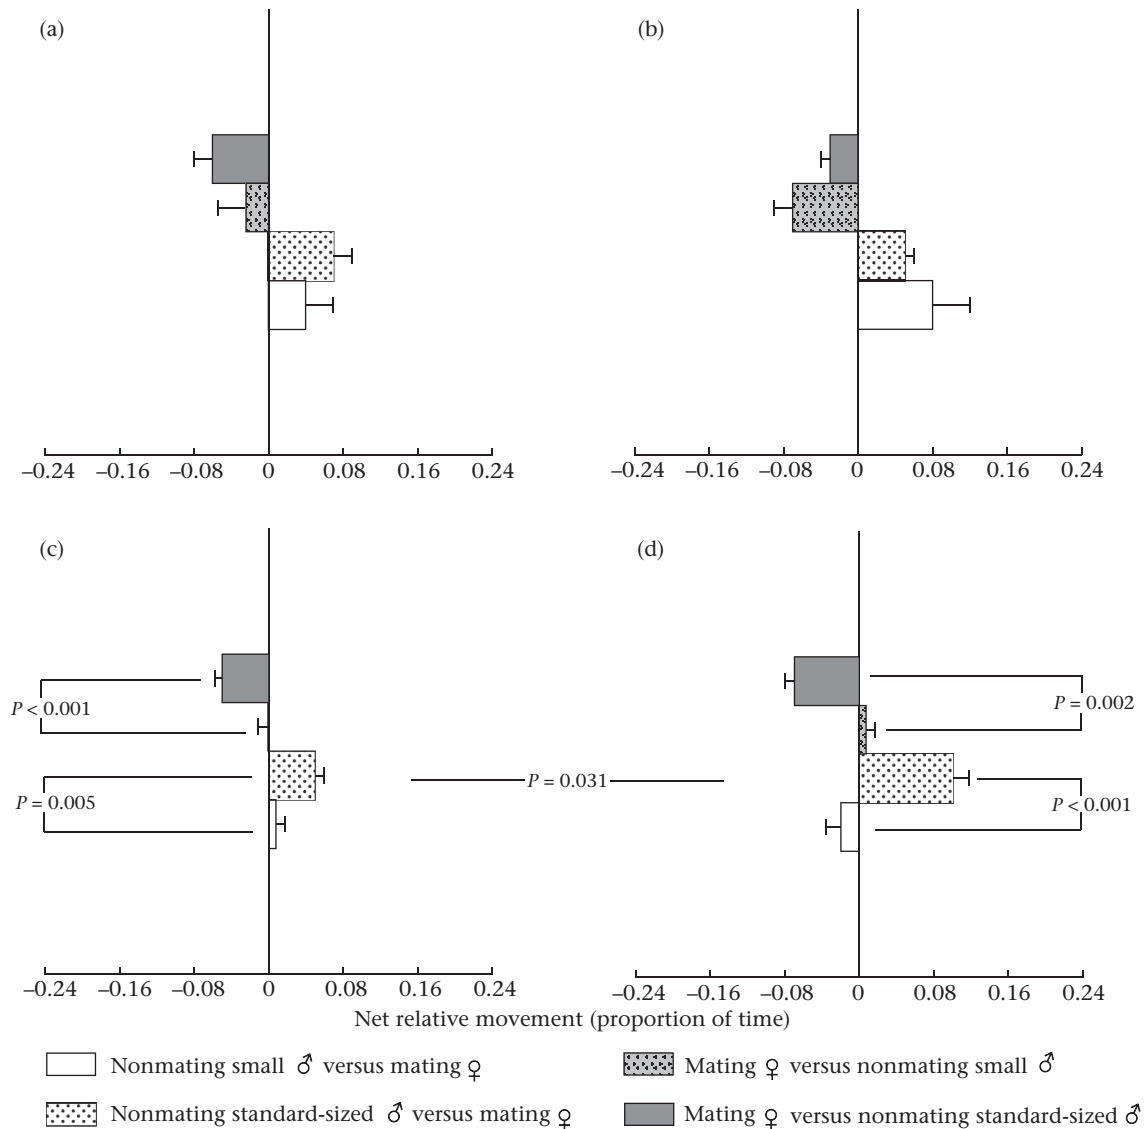 (a)
(b)
−0.24 −0.16 −0.08 0 0.08 0.16 0.24
−0.24 −0.16 −0.08 0 0.08 0.16 0.24
(c)
(d)
P < 0.001
P = 0.005
P = 0.031
P = 0.002
P < 0.001
−0.24 −0.16 −0.08 0 0.08 0.16 0.24
−0.24 −0.16 −0.08 0 0.08 0.16 0.24
Net relative movement (proportion of time)
Nonmating small ♂ versus mating ♀
Mating ♀ versus nonmating small ♂
Nonmating standard-sized ♂ versus mating ♀
Mating ♀ versus nonmating standard-sized ♂